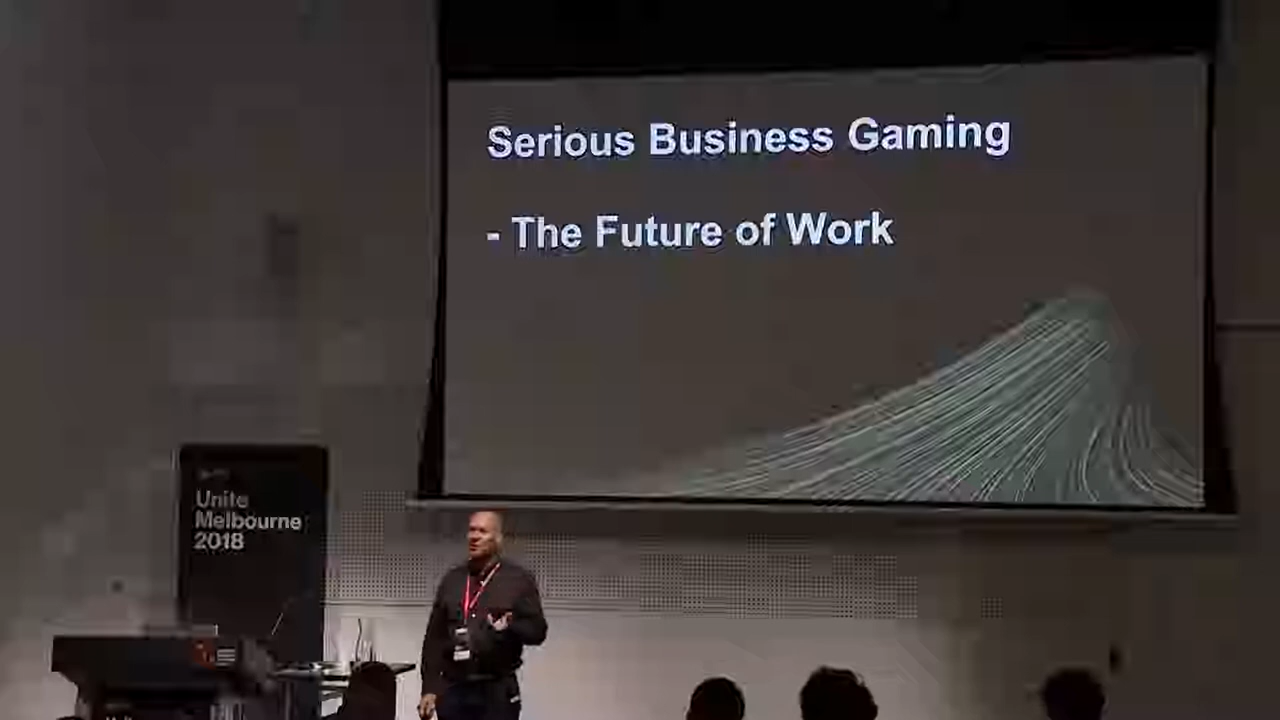 Serious Business Gaming
- The Future of Work
Unite
Melbourne
2018